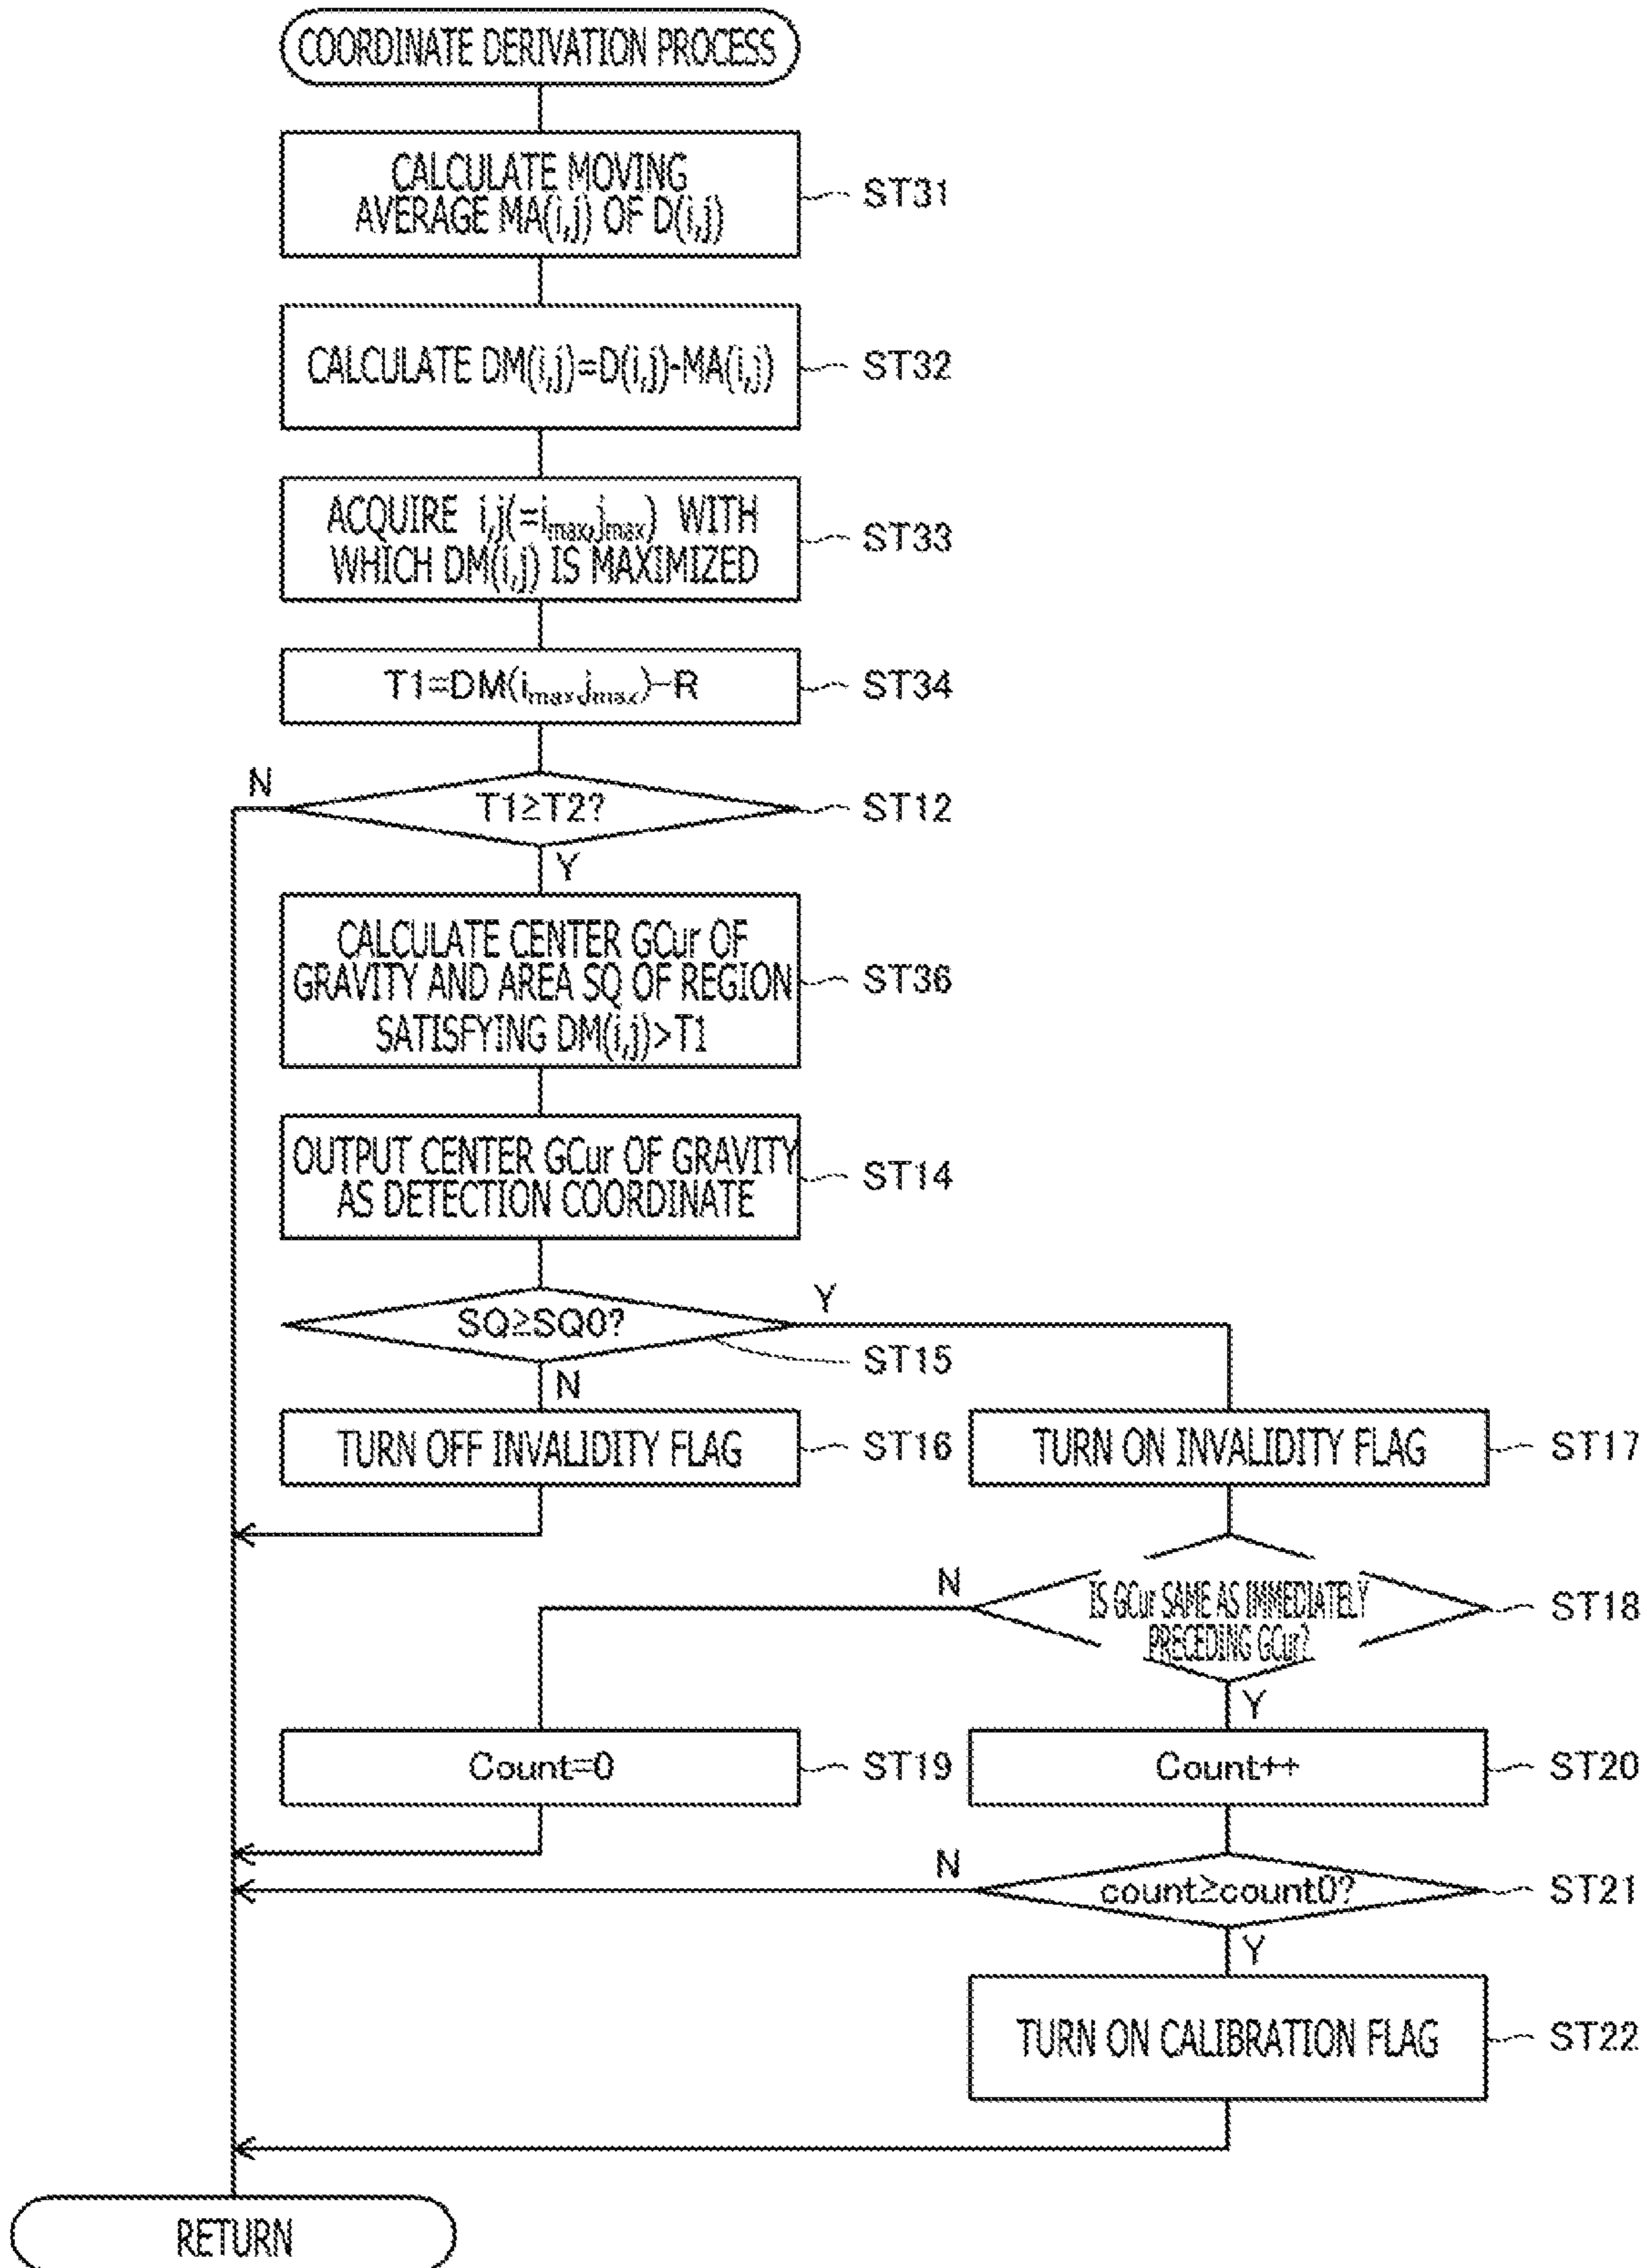 COORDINATE DERIVATION PROCESS
CALCULATE MOVING
AVERAGE MA(i,j) OF D(i,j)
ST31
CALCULATE DM(i,j)=D(i,j)-MA(i,j)
ST32
ACQUIRE i,j(=imax,jmax) WITH
WHICH DM(i,j) IS MAXIMIZED
ST33
T1=DM(imax,jmax)-R
ST34
N
T1≥T2?
ST12
Y
CALCULATE CENTER GCur OF
GRAVITY AND AREA SQ OF REGION
SATISFYING DM(i,j)>T1
ST36
OUTPUT CENTER GCur OF GRAVITY
AS DETECTION COORDINATE
ST14
SQ≥SQ0?
Y
ST15
N
TURN OFF INVALIDITY FLAG
ST16
TURN ON INVALIDITY FLAG
ST17
N
IS GCur SAME AS IMMEDIATELY
PRECEDING GCur?
ST18
Y
Count=0
ST19
Count++
ST20
N
count≥count0?
ST21
Y
TURN ON CALIBRATION FLAG
ST22
RETURN